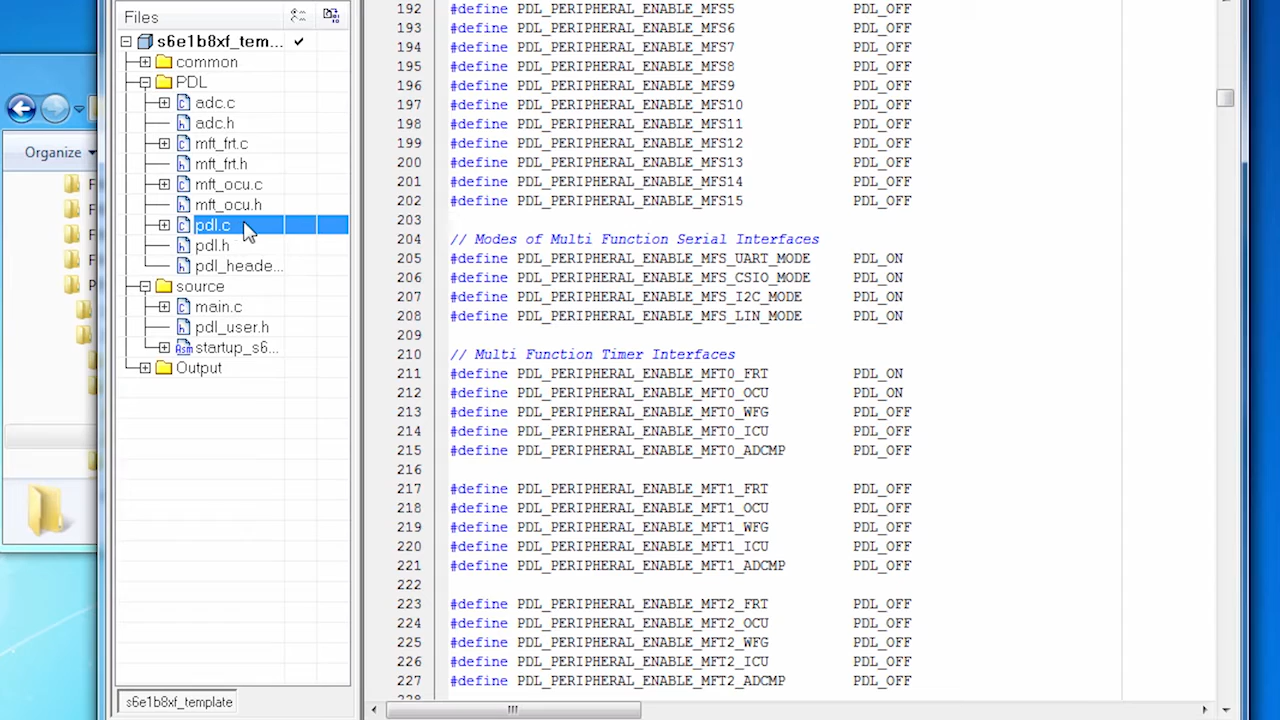 Files
s6e1b8xf_tem...
common
PDL
adc.c
adc.h
mft_frt.c
mft_frt.h
mft_ocu.c
mft_ocu.h
pdl.c
pdl.h
pdl_heade...
source
main.c
pdl_user.h
startup_s6...
Output
s6e1b8xf_template
Organize
192 #define PDL_PERIPHERAL_ENABLE_MFS5 PDL_OFF
193 #define PDL_PERIPHERAL_ENABLE_MFS6 PDL_OFF
194 #define PDL_PERIPHERAL_ENABLE_MFS7 PDL_OFF
195 #define PDL_PERIPHERAL_ENABLE_MFS8 PDL_OFF
196 #define PDL_PERIPHERAL_ENABLE_MFS9 PDL_OFF
197 #define PDL_PERIPHERAL_ENABLE_MFS10 PDL_OFF
198 #define PDL_PERIPHERAL_ENABLE_MFS11 PDL_OFF
199 #define PDL_PERIPHERAL_ENABLE_MFS12 PDL_OFF
200 #define PDL_PERIPHERAL_ENABLE_MFS13 PDL_OFF
201 #define PDL_PERIPHERAL_ENABLE_MFS14 PDL_OFF
202 #define PDL_PERIPHERAL_ENABLE_MFS15 PDL_OFF
203
204 // Modes of Multi Function Serial Interfaces
205 #define PDL_PERIPHERAL_ENABLE_MFS_UART_MODE PDL_ON
206 #define PDL_PERIPHERAL_ENABLE_MFS_CSIO_MODE PDL_ON
207 #define PDL_PERIPHERAL_ENABLE_MFS_I2C_MODE PDL_ON
208 #define PDL_PERIPHERAL_ENABLE_MFS_LIN_MODE PDL_ON
209
210 // Multi Function Timer Interfaces
211 #define PDL_PERIPHERAL_ENABLE_MFT0_FRT PDL_ON
212 #define PDL_PERIPHERAL_ENABLE_MFT0_OCU PDL_ON
213 #define PDL_PERIPHERAL_ENABLE_MFT0_WFG PDL_OFF
214 #define PDL_PERIPHERAL_ENABLE_MFT0_ICU PDL_OFF
215 #define PDL_PERIPHERAL_ENABLE_MFT0_ADCMP PDL_OFF
216
217 #define PDL_PERIPHERAL_ENABLE_MFT1_FRT PDL_OFF
218 #define PDL_PERIPHERAL_ENABLE_MFT1_OCU PDL_OFF
219 #define PDL_PERIPHERAL_ENABLE_MFT1_WFG PDL_OFF
220 #define PDL_PERIPHERAL_ENABLE_MFT1_ICU PDL_OFF
221 #define PDL_PERIPHERAL_ENABLE_MFT1_ADCMP PDL_OFF
222
223 #define PDL_PERIPHERAL_ENABLE_MFT2_FRT PDL_OFF
224 #define PDL_PERIPHERAL_ENABLE_MFT2_OCU PDL_OFF
225 #define PDL_PERIPHERAL_ENABLE_MFT2_WFG PDL_OFF
226 #define PDL_PERIPHERAL_ENABLE_MFT2_ICU PDL_OFF
227 #define PDL_PERIPHERAL_ENABLE_MFT2_ADCMP PDL_OFF